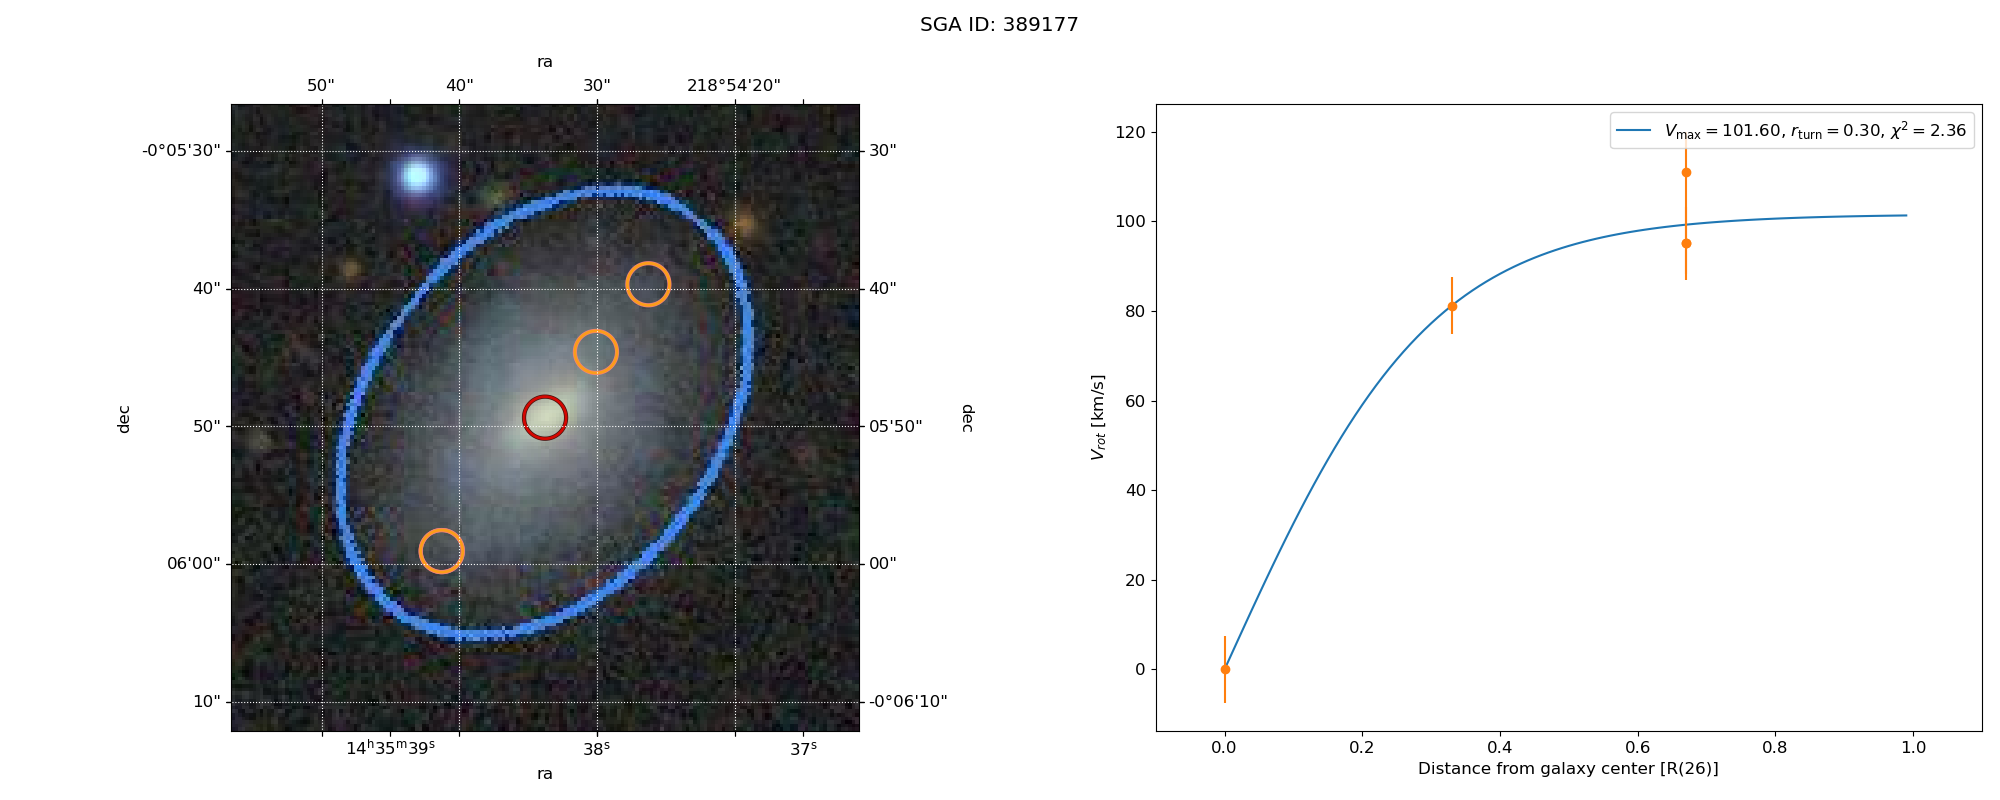 SGA ID: 389177
ra
50" 40" 30" 218°54'20"
-0°05'30" 30"
40" 40"
50" 05'50"
06'00" 00"
10" -0°06'10"
dec
dec
14ʰ35ᵐ39ˢ 38ˢ 37ˢ
ra
V_max = 101.60, r_turn = 0.30, χ² = 2.36
120
100
80
60
40
20
0
V_rot [km/s]
0.0 0.2 0.4 0.6 0.8 1.0
Distance from galaxy center [R(26)]